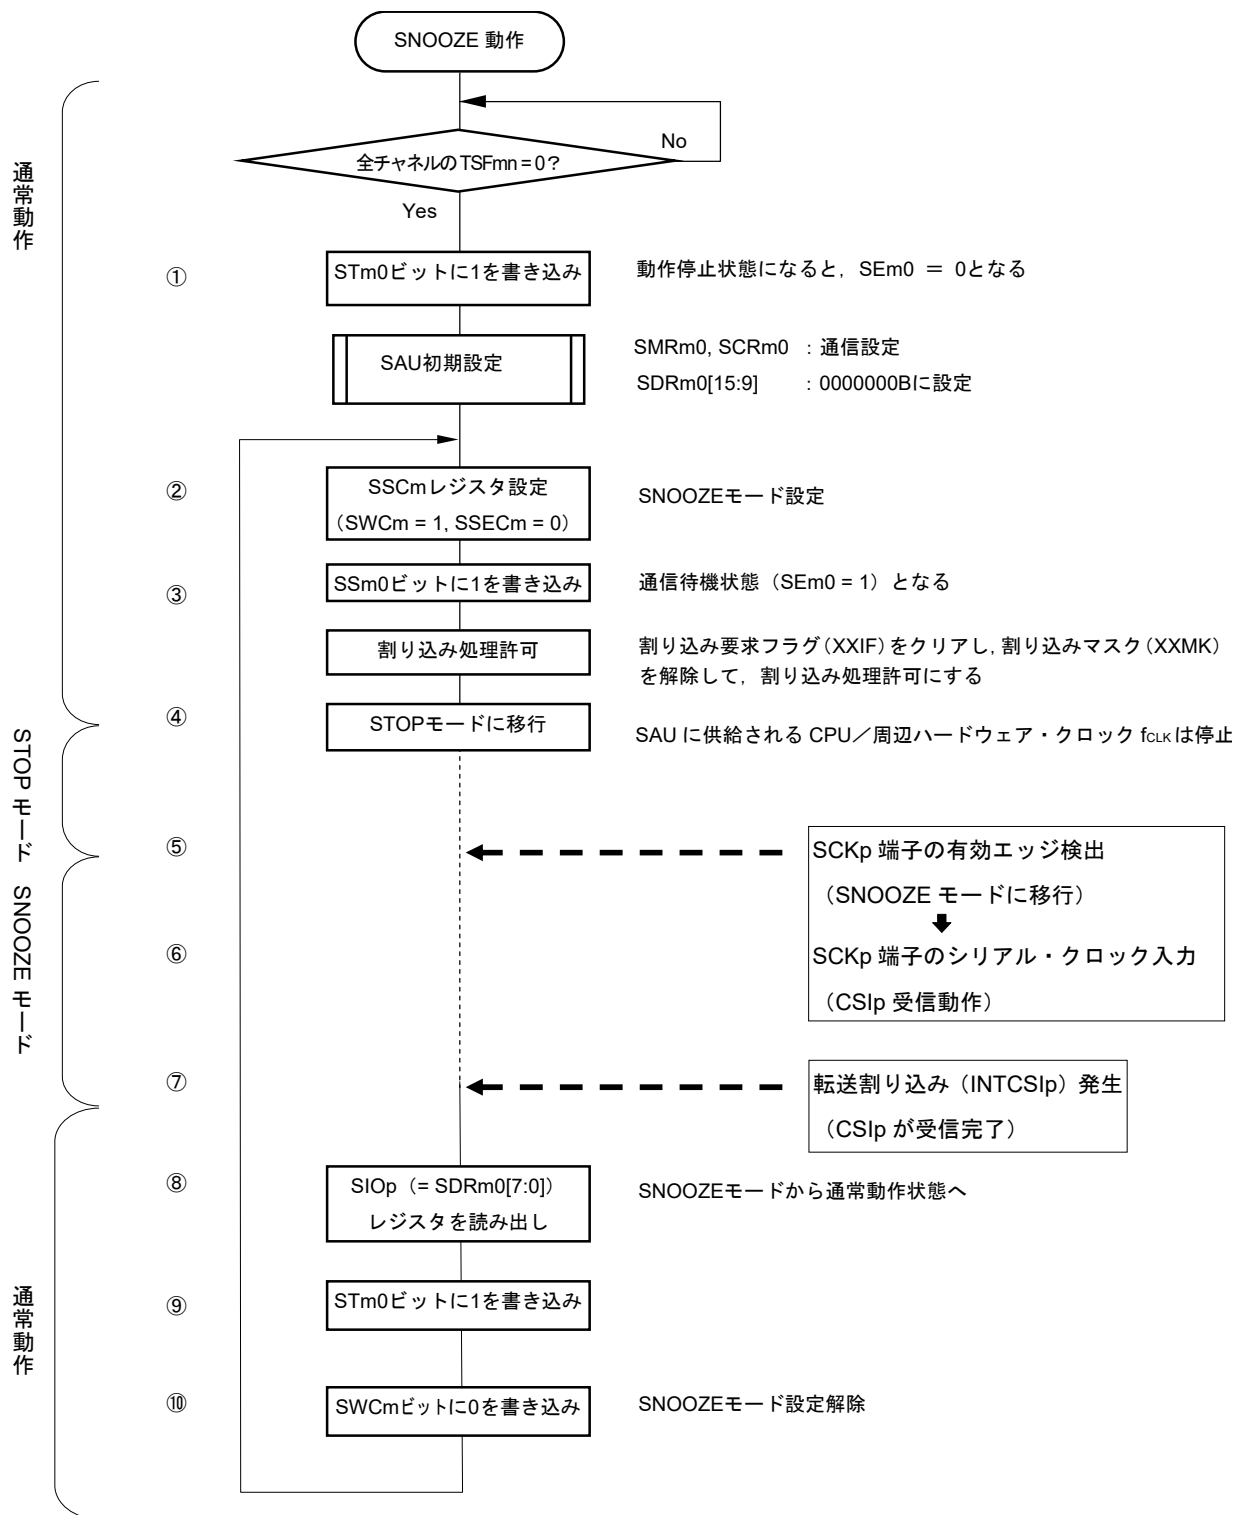 SNOOZE 動作
No
全チャネルの TSFmn = 0？
Yes
通常動作
①
STm0ビットに1を書き込み
動作停止状態になると，SEm0 ＝ 0となる
SAU初期設定
SMRm0, SCRm0 ：通信設定
SDRm0[15:9] ：0000000Bに設定
②
SSCmレジスタ設定
（SWCm = 1, SSECm = 0）
SNOOZEモード設定
③
SSm0ビットに1を書き込み
通信待機状態（SEm0 = 1）となる
割り込み処理許可
割り込み要求フラグ（XXIF）をクリアし，割り込みマスク（XXMK）
を解除して，割り込み処理許可にする
④
STOPモードに移行
SAU に供給される CPU／周辺ハードウェア・クロック fCLK は停止
STOP モード
⑤
SCKp 端子の有効エッジ検出
（SNOOZE モードに移行）
SNOOZE モード
⑥
SCKp 端子のシリアル・クロック入力
（CSIp 受信動作）
⑦
転送割り込み（INTCSIp）発生
（CSIp が受信完了）
⑧
SIOp（= SDRm0[7:0]）
レジスタを読み出し
SNOOZEモードから通常動作状態へ
通常動作
⑨
STm0ビットに1を書き込み
⑩
SWCmビットに0を書き込み
SNOOZEモード設定解除